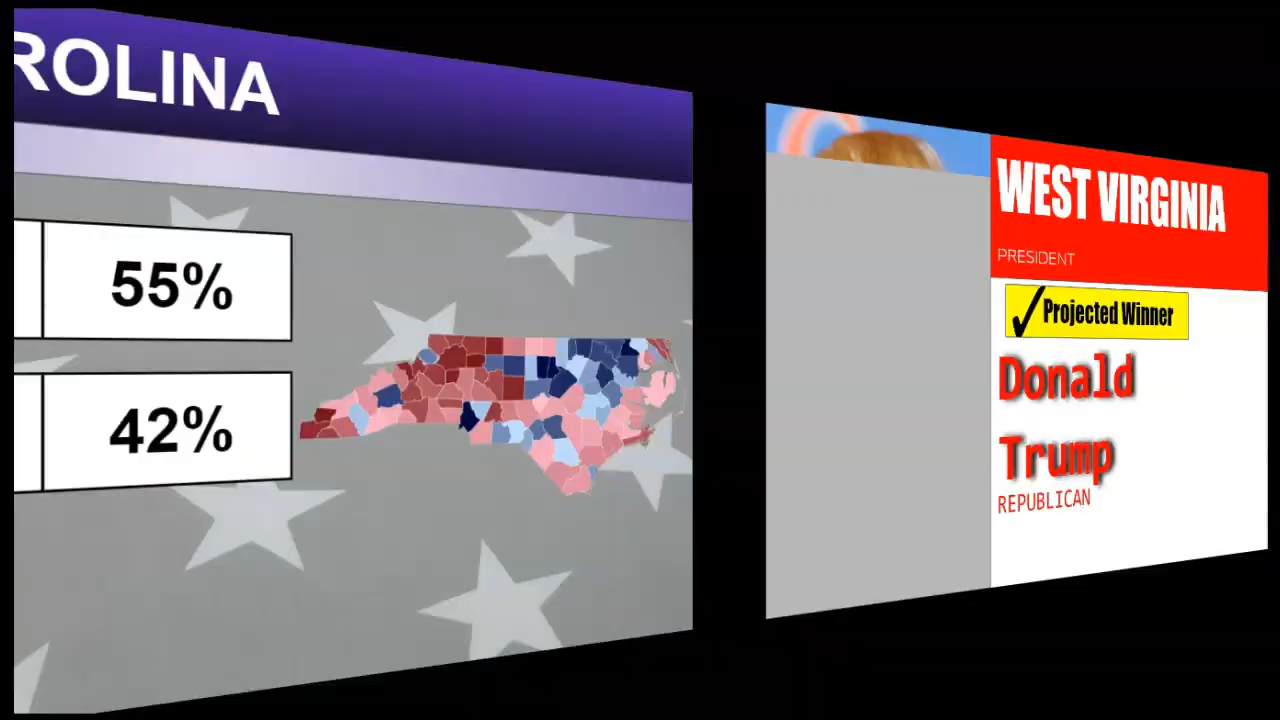 ROLINA
55%
42%
WEST VIRGINIA
PRESIDENT
Projected Winner
Donald
Trump
REPUBLICAN